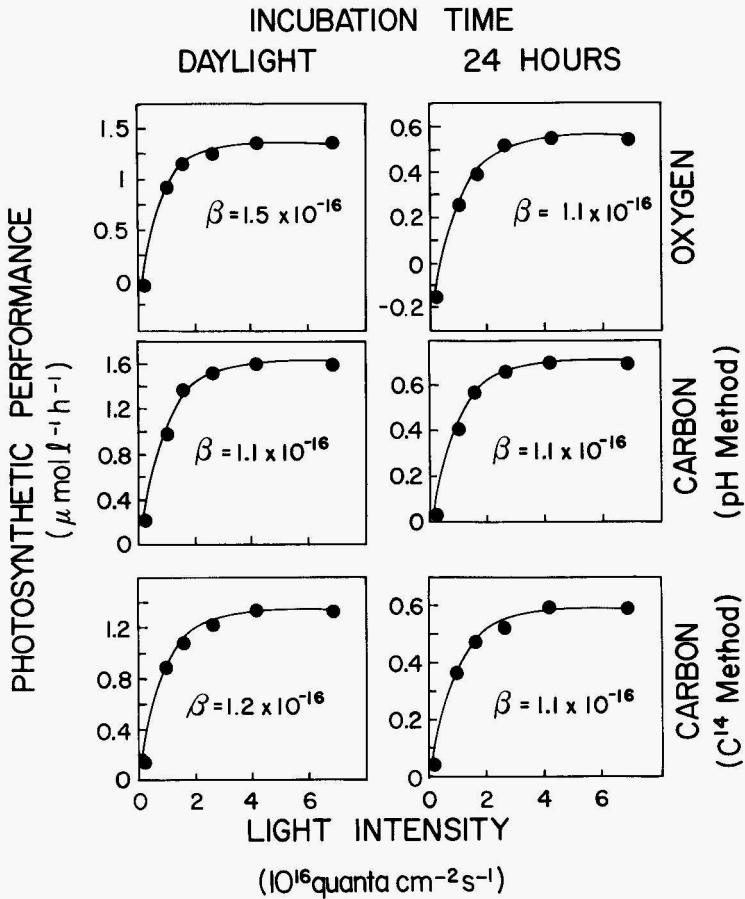 INCUBATION TIME
DAYLIGHT 24 HOURS
PHOTOSYNTHETIC PERFORMANCE
(μ mol l⁻¹ h⁻¹)
1.5
1
0.5
0
β = 1.5 x 10⁻¹⁶
0.6
0.4
0.2
0
-0.2
β = 1.1 x 10⁻¹⁶
OXYGEN
1.6
1.2
0.8
0.4
0
β = 1.1 x 10⁻¹⁶
0.6
0.4
0.2
0
β = 1.1 x 10⁻¹⁶
CARBON
(pH Method)
1.2
0.8
0.4
0
β = 1.2 x 10⁻¹⁶
0.6
0.4
0.2
0
β = 1.1 x 10⁻¹⁶
CARBON
(C¹⁴ Method)
0 2 4 6 0 2 4 6
LIGHT INTENSITY
(10¹⁶ quanta cm⁻² s⁻¹)